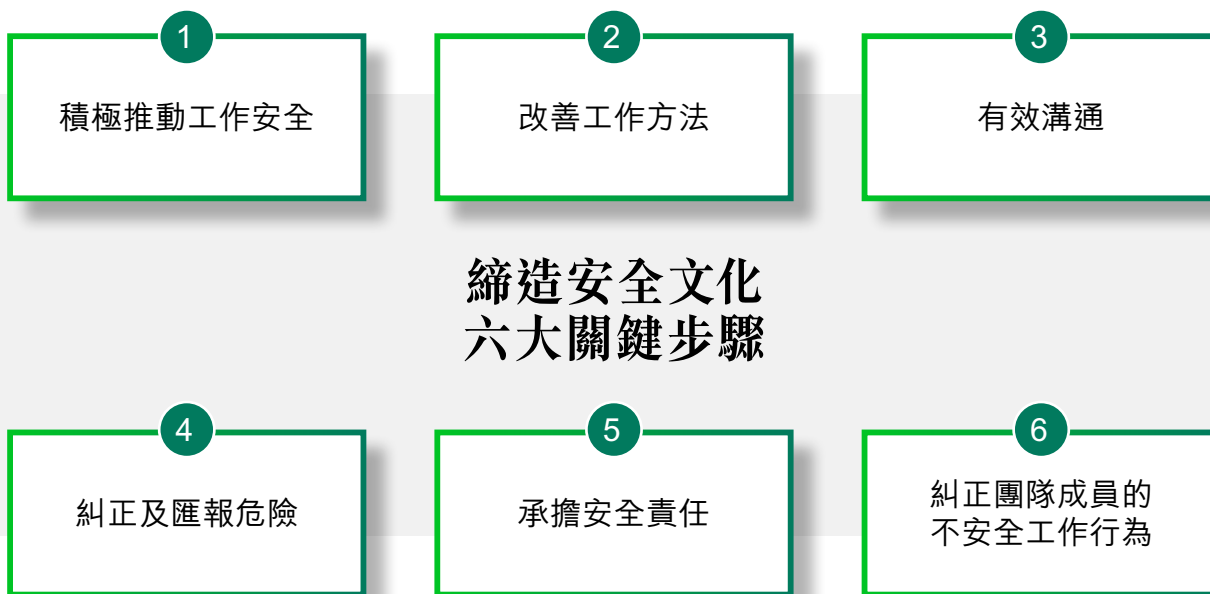 1
積極推動工作安全
2
改善工作方法
3
有效溝通
締造安全文化
六大關鍵步驟
4
糾正及匯報危險
5
承擔安全責任
6
糾正團隊成員的
不安全工作行為